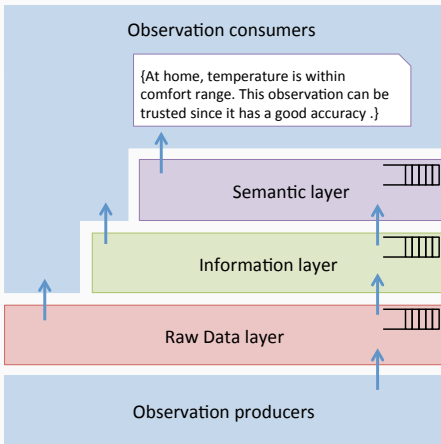 Observation consumers
{At home, temperature is within
comfort range. This observation can be
trusted since it has a good accuracy .}
Semantic layer
Information layer
Raw Data layer
Observation producers